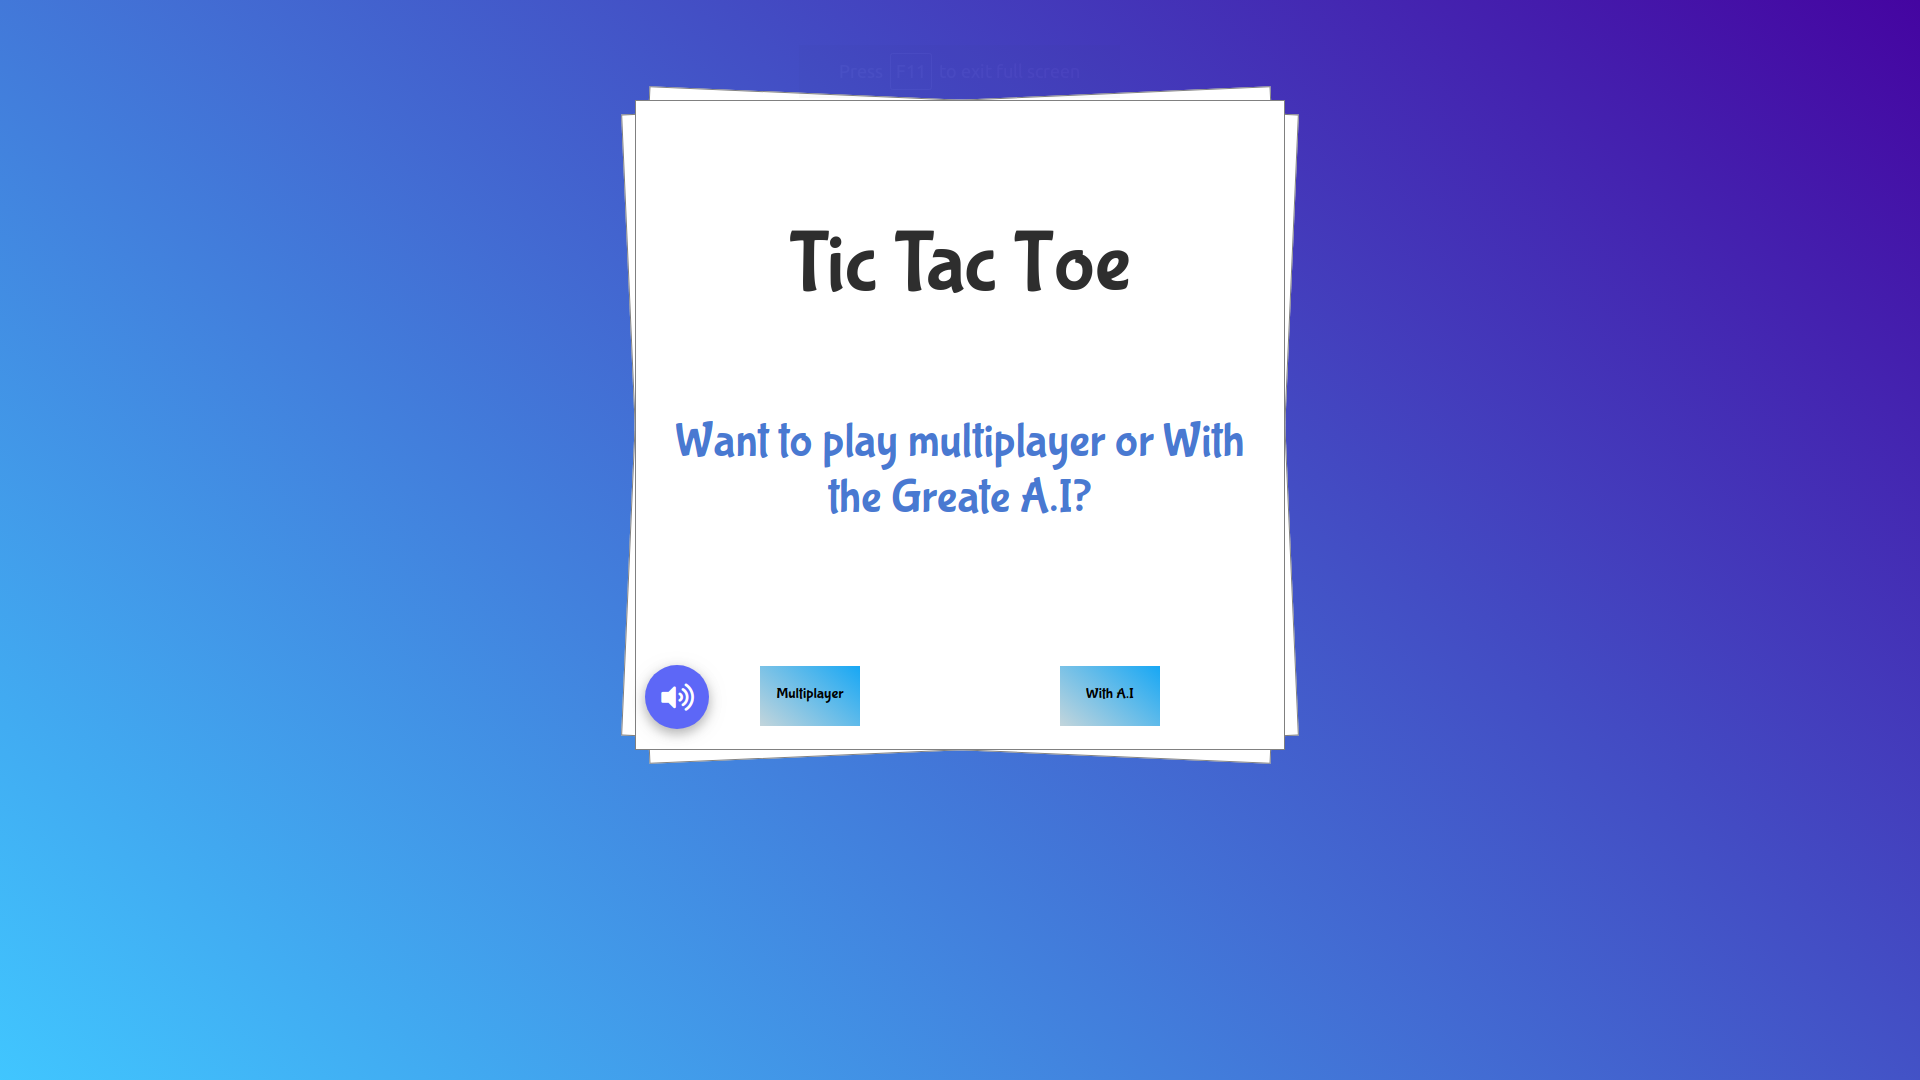 Press F11 to exit full screen
Tic Tac Toe
Want to play multiplayer or With
the Greate A.I?
Multiplayer
With A.I